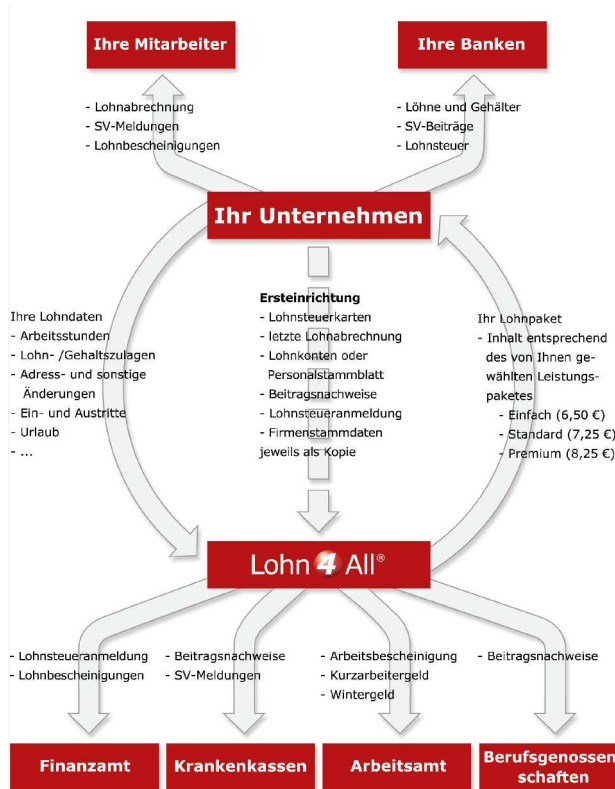 Ihre Mitarbeiter
Ihre Banken
- Lohnabrechnung
- SV-Meldungen
- Lohnbescheinigungen
- Löhne und Gehälter
- SV-Beiträge
- Lohnsteuer
Ihr Unternehmen
Ihre Lohndaten
- Arbeitsstunden
- Lohn- /Gehaltszulagen
- Adress- und sonstige
Änderungen
- Ein- und Austritte
- Urlaub
- ...
Ersteinrichtung
- Lohnsteuerkarten
- letzte Lohnabrechnung
- Lohnkonten oder
Personalstammblatt
- Beitragsnachweise
- Lohnsteueranmeldung
- Firmenstammdaten
jeweils als Kopie
Ihr Lohnpaket
- Inhalt entsprechend
des von Ihnen ge-
wählten Leistungs-
paketes
- Einfach (6,50 €)
- Standard (7,25 €)
- Premium (8,25 €)
Lohn 4 All®
- Lohnsteueranmeldung
- Lohnbescheinigungen
- Beitragsnachweise
- SV-Meldungen
- Arbeitsbescheinigung
- Kurzarbeitergeld
- Wintergeld
- Beitragsnachweise
Finanzamt
Krankenkassen
Arbeitsamt
Berufsgenossen
schaften